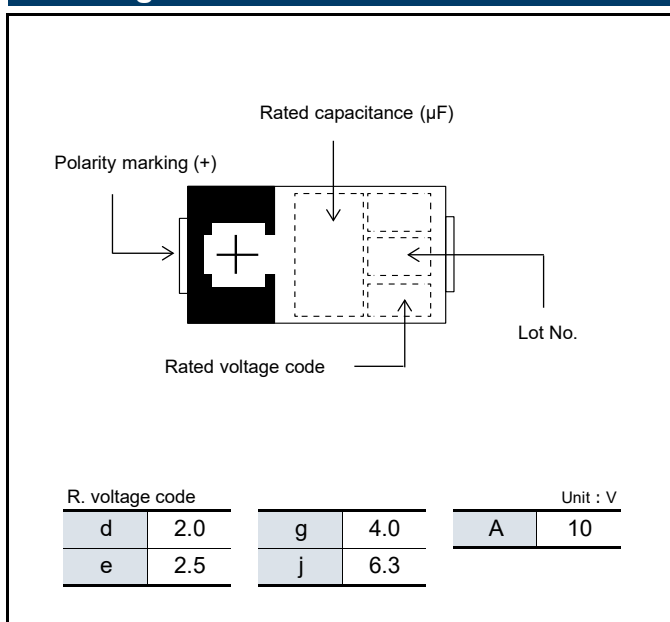 Rated capacitance (μF)
Polarity marking (+)
+
Lot No.
Rated voltage code
R. voltage code
Unit : V
d 2.0 g 4.0 A 10
e 2.5 j 6.3